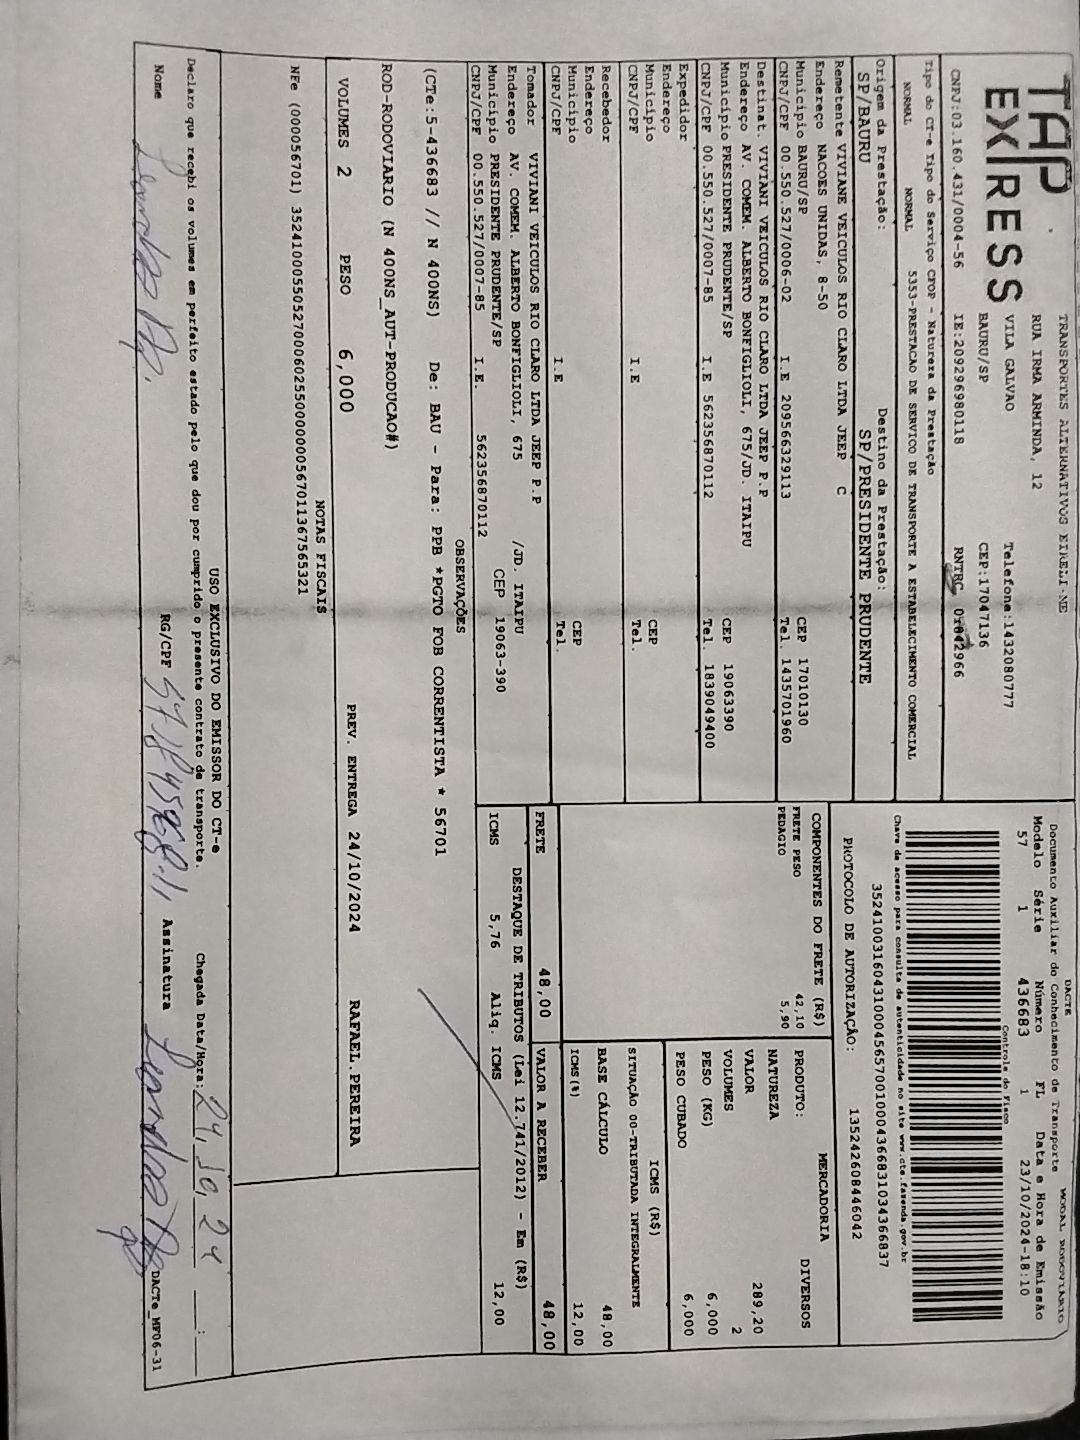 TAP
EXPRESS
TRANSPORTES ALTERNATIVOS EIRELI-ME
RUA IRMA ARMINDA, 12
VILA GALVAO
BAURU/SP
Telefone:1432080777
CEP:17047136
CNPJ:03.160.431/0004-56 IE:209296980118 RNTRC
Tipo do CT-e Tipo do Serviço CFOP - Natureza da Prestação
NORMAL NORMAL 5353-PRESTACAO DE SERVICO DE TRANSPORTE A ESTABELECIMENTO COMERCIAL
Origem da Prestação: Destino da Prestação:
SP/BAURU SP/PRESIDENTE PRUDENTE
Remetente VIVIANE VEICULOS RIO CLARO LTDA JEEP C
Endereço NACOES UNIDAS, 8-50
Município BAURU/SP CEP 17010130
CNPJ/CPF 00.550.527/0006-02 I.E 209566329113 Tel. 1435701960
Destinat. VIVIANI VEICULOS RIO CLARO LTDA JEEP P.P
Endereço AV. COMEM. ALBERTO BONFIGLIOLI, 675/JD. ITAIPU
Município PRESIDENTE PRUDENTE/SP CEP 19063390
CNPJ/CPF 00.550.527/0007-85 I.E 562356870112 Tel. 1839049400
Expedidor
Endereço
Município CEP
CNPJ/CPF I.E Tel.
Recebedor
Endereço
Município CEP
CNPJ/CPF I.E Tel.
Tomador VIVIANI VEICULOS RIO CLARO LTDA JEEP P.P
Endereço AV. COMEM. ALBERTO BONFIGLIOLI, 675 /JD. ITAIPU
Município PRESIDENTE PRUDENTE/SP CEP 19063-390
CNPJ/CPF 00.550.527/0007-85 I.E. 562356870112
DACTE MODAL RODOVIÁRIO
Documento Auxiliar do Conhecimento de Transporte
Modelo Série Número FL Data e Hora de Emissão
57 1 436683 1 23/10/2024-18:10
Controle do Fisco
35241003160431000456570010004366831034366837
Chave de acesso para consulta de autenticidade no site www.cte.fazenda.gov.br
PROTOCOLO DE AUTORIZAÇÃO: 135242608446042
COMPONENTES DO FRETE (R$)
FRETE PESO 42,10
PEDAGIO 5,90
MERCADORIA
PRODUTO: DIVERSOS
NATUREZA
VALOR 289,20
VOLUMES 2
PESO (KG) 6,000
PESO CUBADO 6,000
ICMS (R$)
SITUAÇÃO 00-TRIBUTADA INTEGRALMENTE
BASE CÁLCULO 48,00
ICMS(%) 12,00
FRETE 48,00 VALOR A RECEBER 48,00
DESTAQUE DE TRIBUTOS (Lei 12.741/2012) - Em (R$)
ICMS 5,76 Aliq. ICMS 12,00
OBSERVAÇÕES
(CTe:5-436683 // N 400NS) De: BAU - Para: PPB *PGTO FOB CORRENTISTA * 56701
ROD-RODOVIARIO (N 400NS_AUT-PRODUCAO#)
VOLUMES 2 PESO 6,000 PREV. ENTREGA 24/10/2024 RAFAEL.PEREIRA
NOTAS FISCAIS
NFe (000056701) 35241000550527000602550000000567011367565321
USO EXCLUSIVO DO EMISSOR DO CT-e
Declaro que recebi os volumes em perfeito estado pelo que dou por cumprido o presente contrato de transporte. Chegada Data/Hora: 24, 10, 24 __:__
Nome RG/CPF Assinatura
DACTe_MF06-31